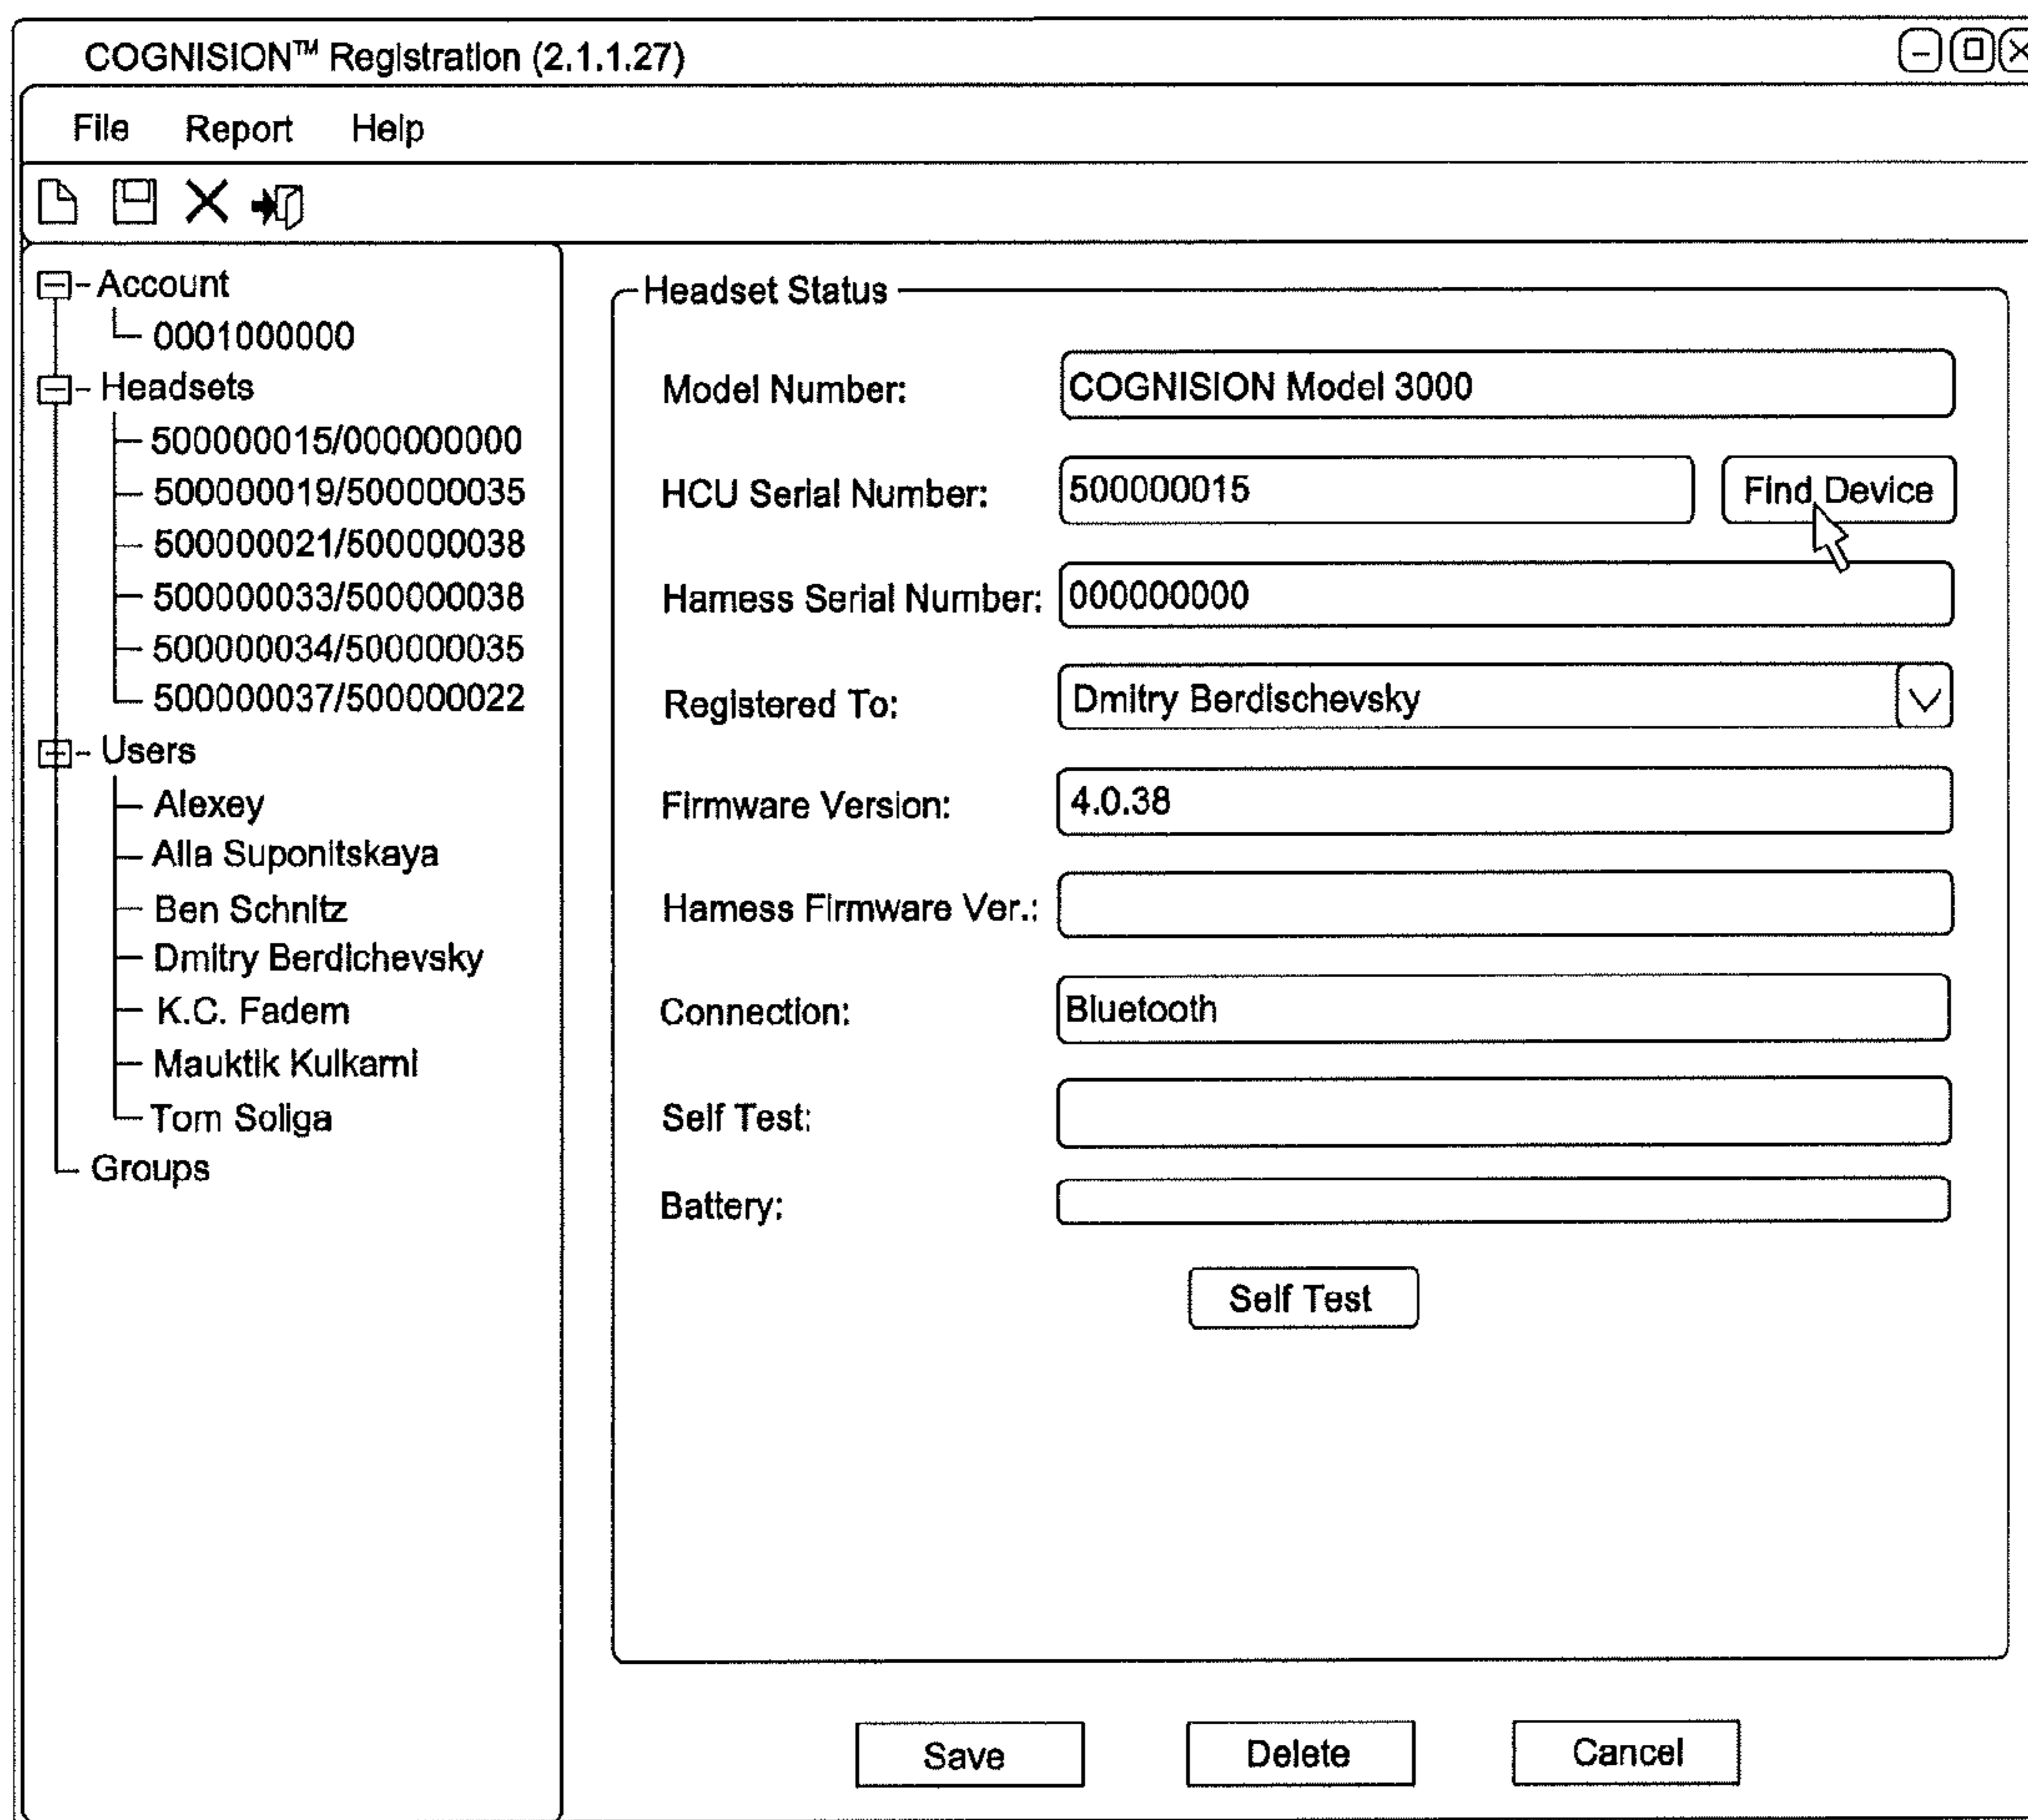 COGNISION™ Registration (2.1.1.27)
File Report Help
Account
0001000000
Headsets
500000015/000000000
500000019/500000035
500000021/500000038
500000033/500000038
500000034/500000035
500000037/500000022
Users
Alexey
Alla Suponitskaya
Ben Schnitz
Dmitry Berdichevsky
K.C. Fadem
Mauktik Kulkarni
Tom Soliga
Groups
Headset Status
Model Number: COGNISION Model 3000
HCU Serial Number: 500000015 Find Device
Harness Serial Number: 000000000
Registered To: Dmitry Berdischevsky
Firmware Version: 4.0.38
Harness Firmware Ver.:
Connection: Bluetooth
Self Test:
Battery:
Self Test
Save Delete Cancel